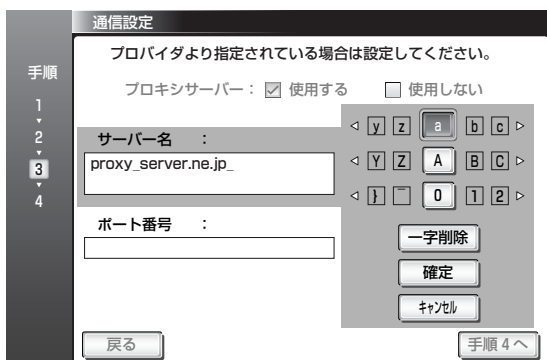 通信設定
プロバイダより指定されている場合は設定してください。
手順
1
2
3
4
プロキシサーバー： 使用する 使用しない
サーバー名 ：
proxy_server.ne.jp_
y z a b c
Y Z A B C
} ￣ 0 1 2
ポート番号 ：
一字削除
確定
ｷｬﾝｾﾙ
戻る
手順 4 へ